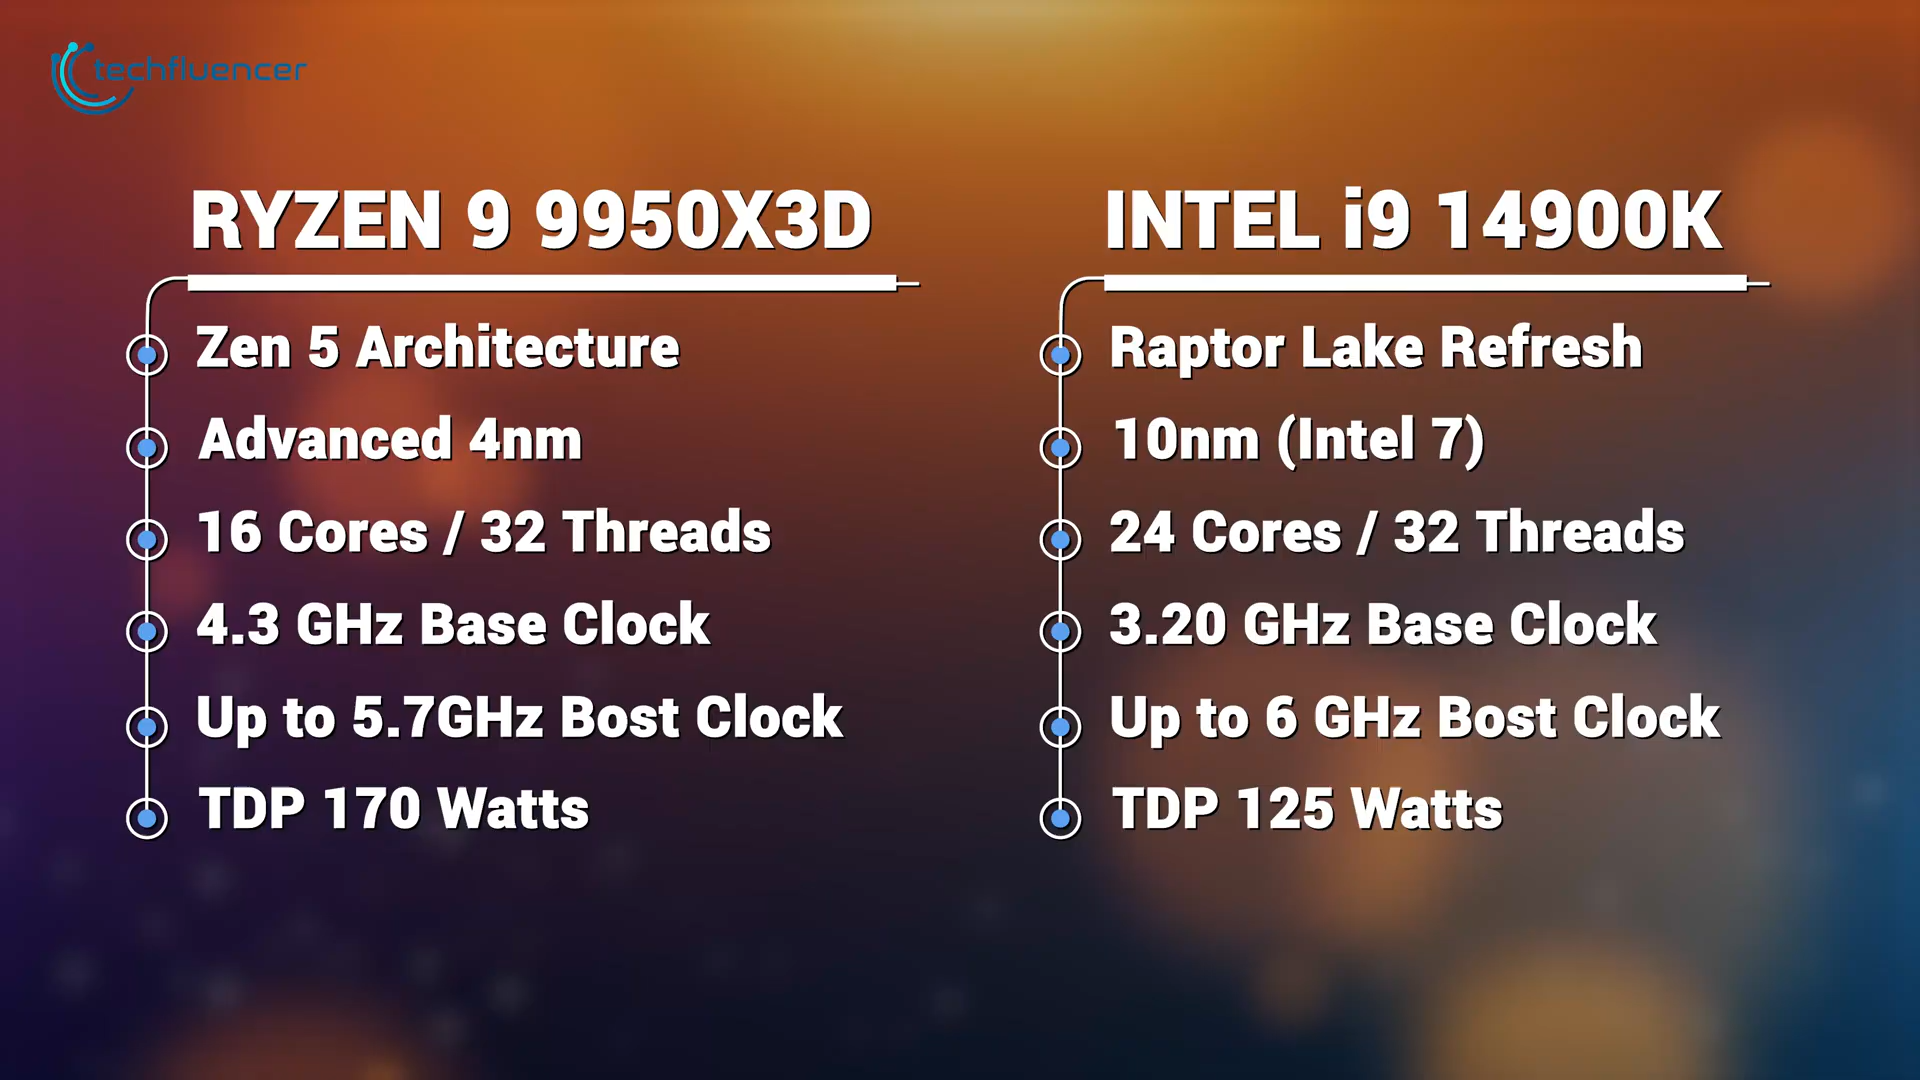 techfluencer
RYZEN 9 9950X3D
Zen 5 Architecture
Advanced 4nm
16 Cores / 32 Threads
4.3 GHz Base Clock
Up to 5.7GHz Bost Clock
TDP 170 Watts
INTEL i9 14900K
Raptor Lake Refresh
10nm (Intel 7)
24 Cores / 32 Threads
3.20 GHz Base Clock
Up to 6 GHz Bost Clock
TDP 125 Watts